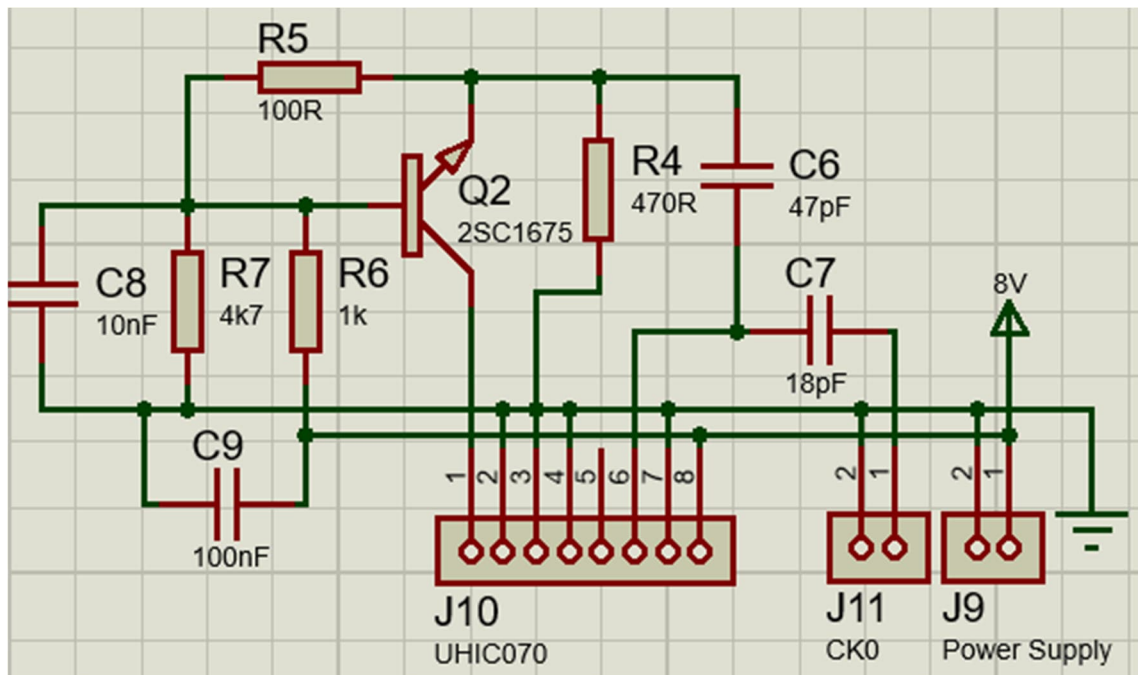 R5
100R
Q2
2SC1675
R4
470R
C6
47pF
C8
10nF
R7
4k7
R6
1k
C7
18pF
8V
C9
100nF
1 2 3 4 5 6 7 8
2 1
2 1
J10
UHIC070
J11
CK0
J9
Power Supply